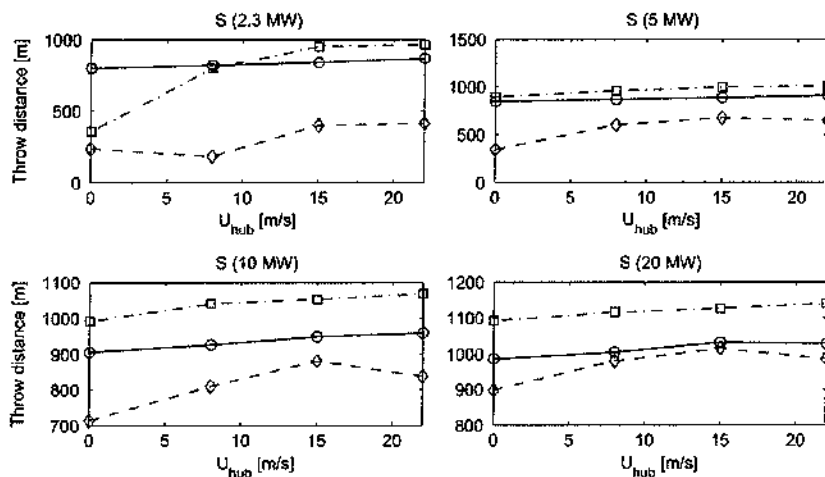 S (2.3 MW)
Throw distance [m]
1000
500
0
0 5 10 15 20
U_hub [m/s]
S (5 MW)
1500
1000
500
0
0 5 10 15 20
U_hub [m/s]
S (10 MW)
Throw distance [m]
1100
1000
900
800
700
0 5 10 15 20
U_hub [m/s]
S (20 MW)
1200
1100
1000
900
800
0 5 10 15 20
U_hub [m/s]